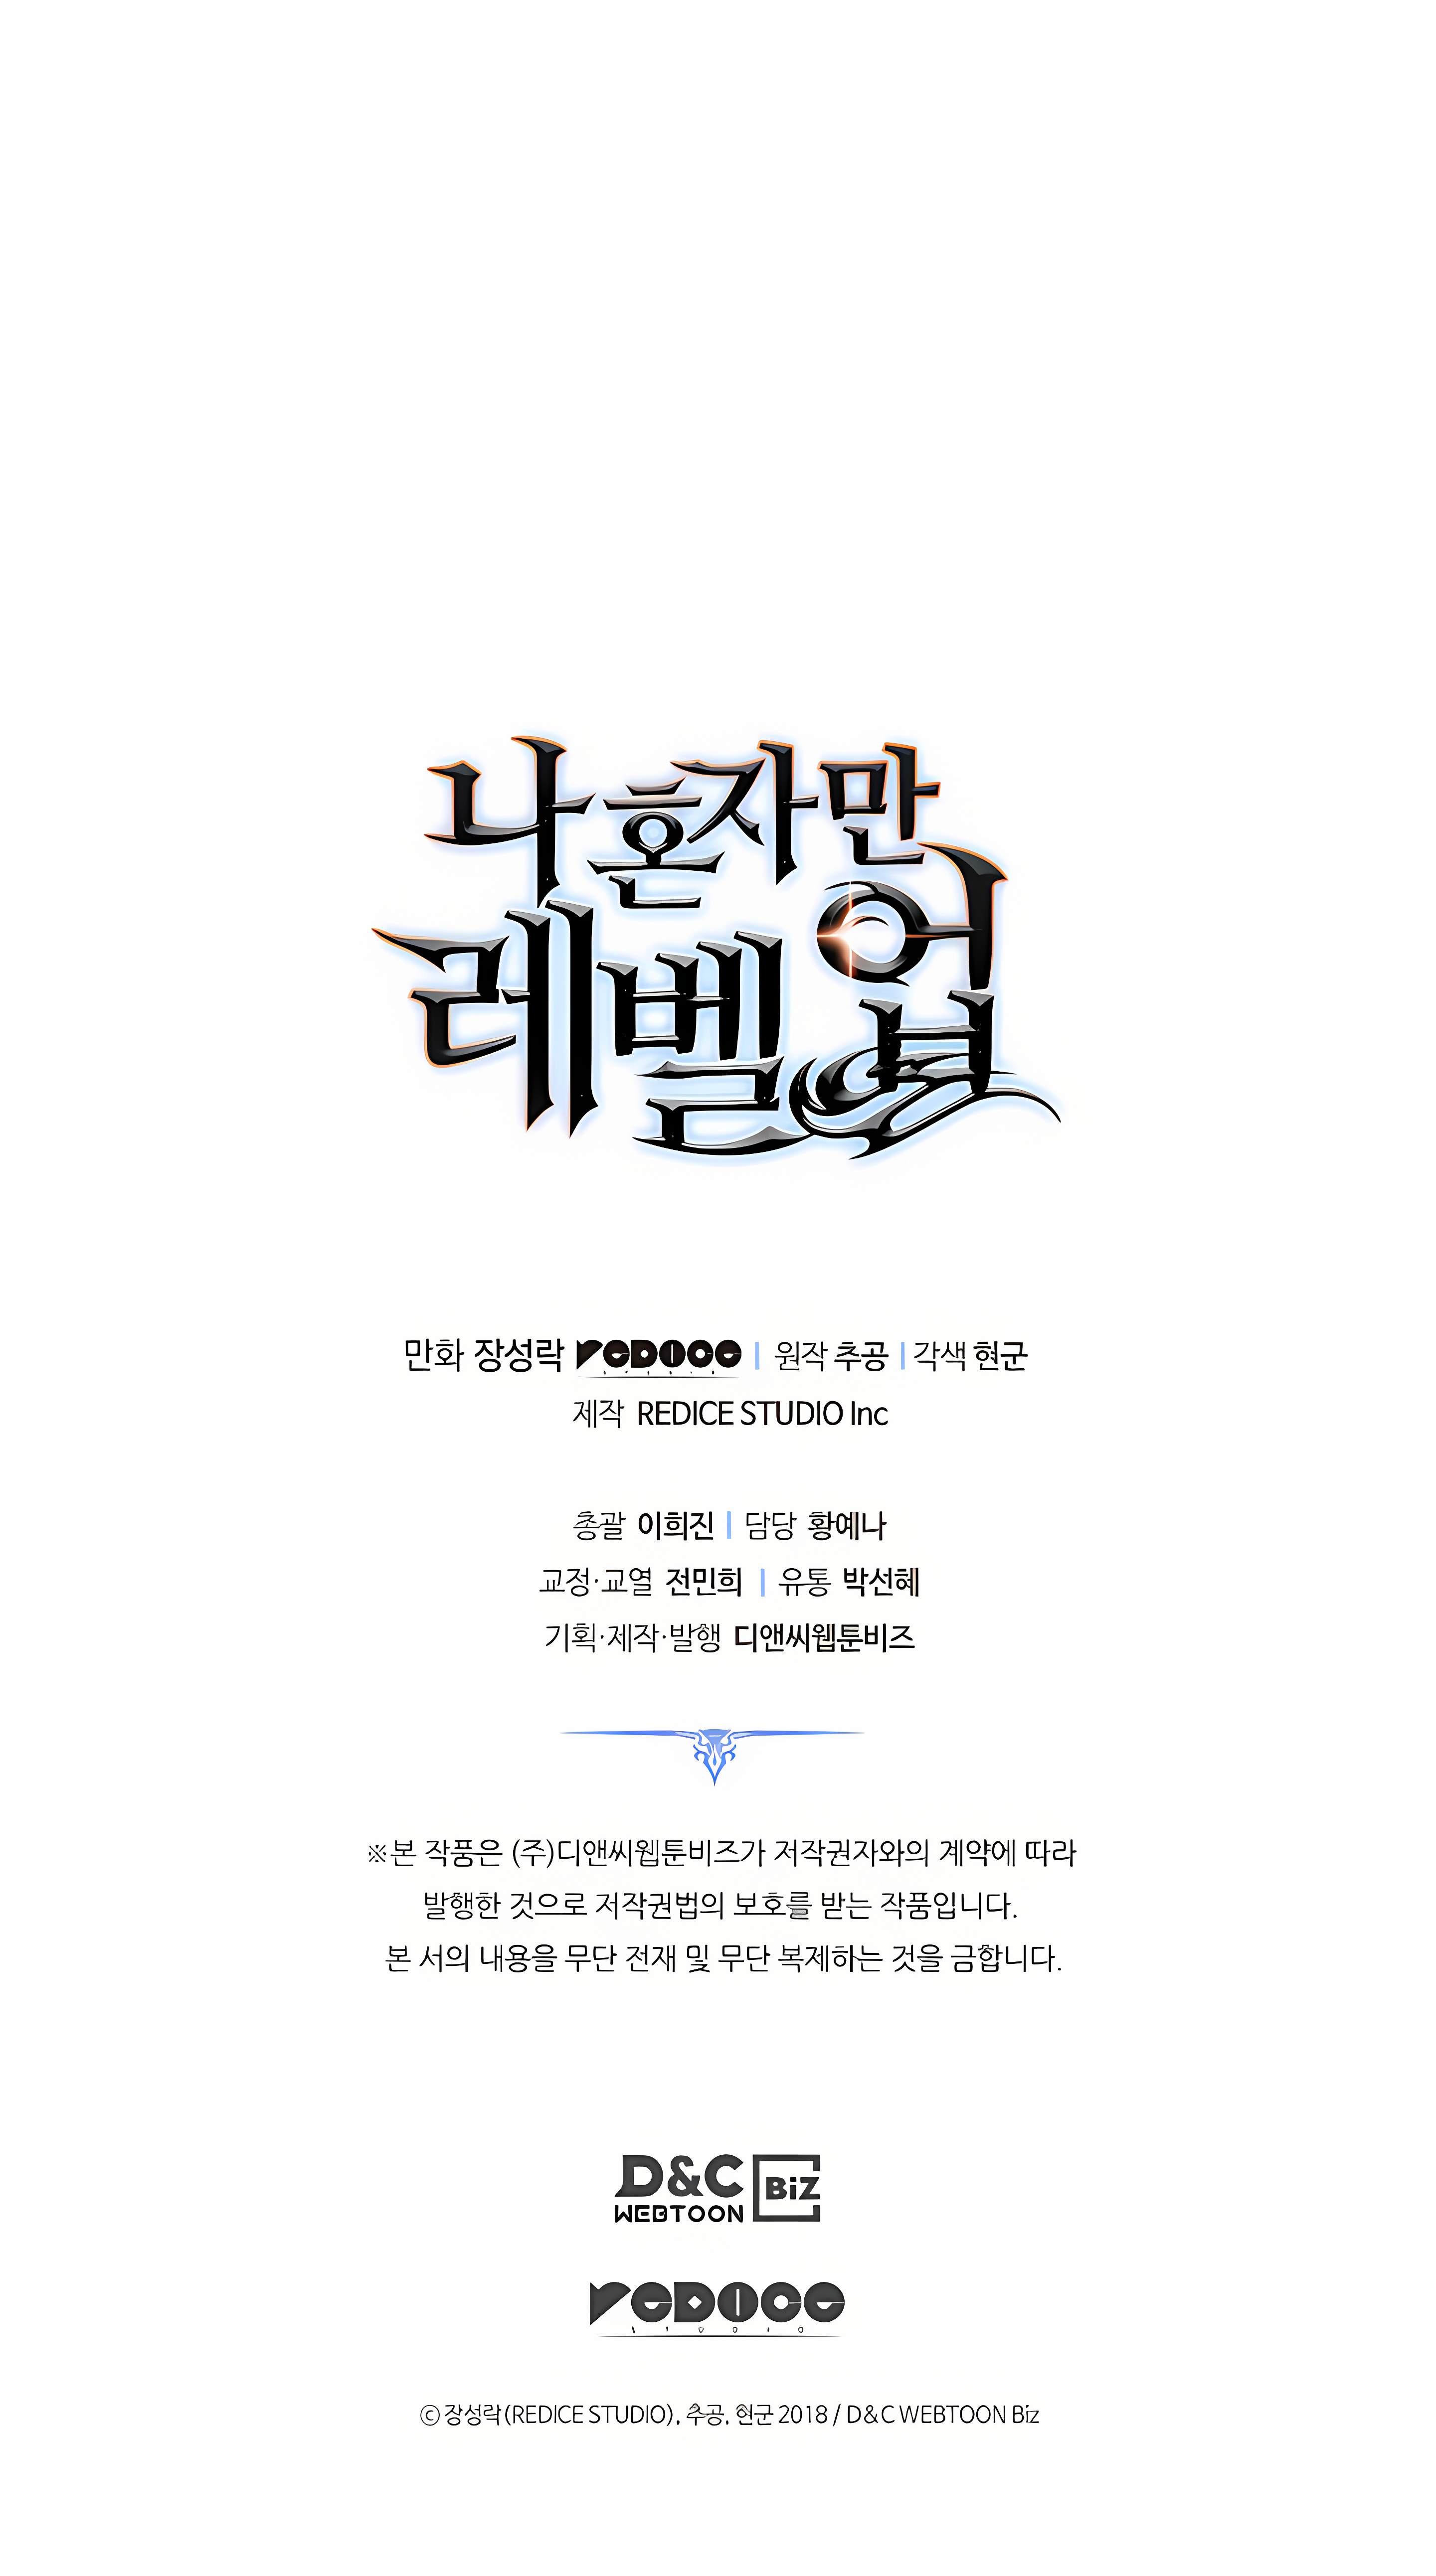 나 혼자만
레벨업
만화 장성락 REDICE | 원작 추공 | 각색 현군
제작 REDICE STUDIO Inc
총괄 이희진 | 담당 황예나
교정·교열 전민희 | 유통 박선혜
기획·제작·발행 디앤씨웹툰비즈
※본 작품은 (주)디앤씨웹툰비즈가 저작권자와의 계약에 따라
발행한 것으로 저작권법의 보호를 받는 작품입니다.
본 서의 내용을 무단 전재 및 무단 복제하는 것을 금합니다.
D&C BiZ
WEBTOON
REDICE
ⓒ장성락(REDICE STUDIO), 추공, 현군 2018 / D&C WEBTOON Biz